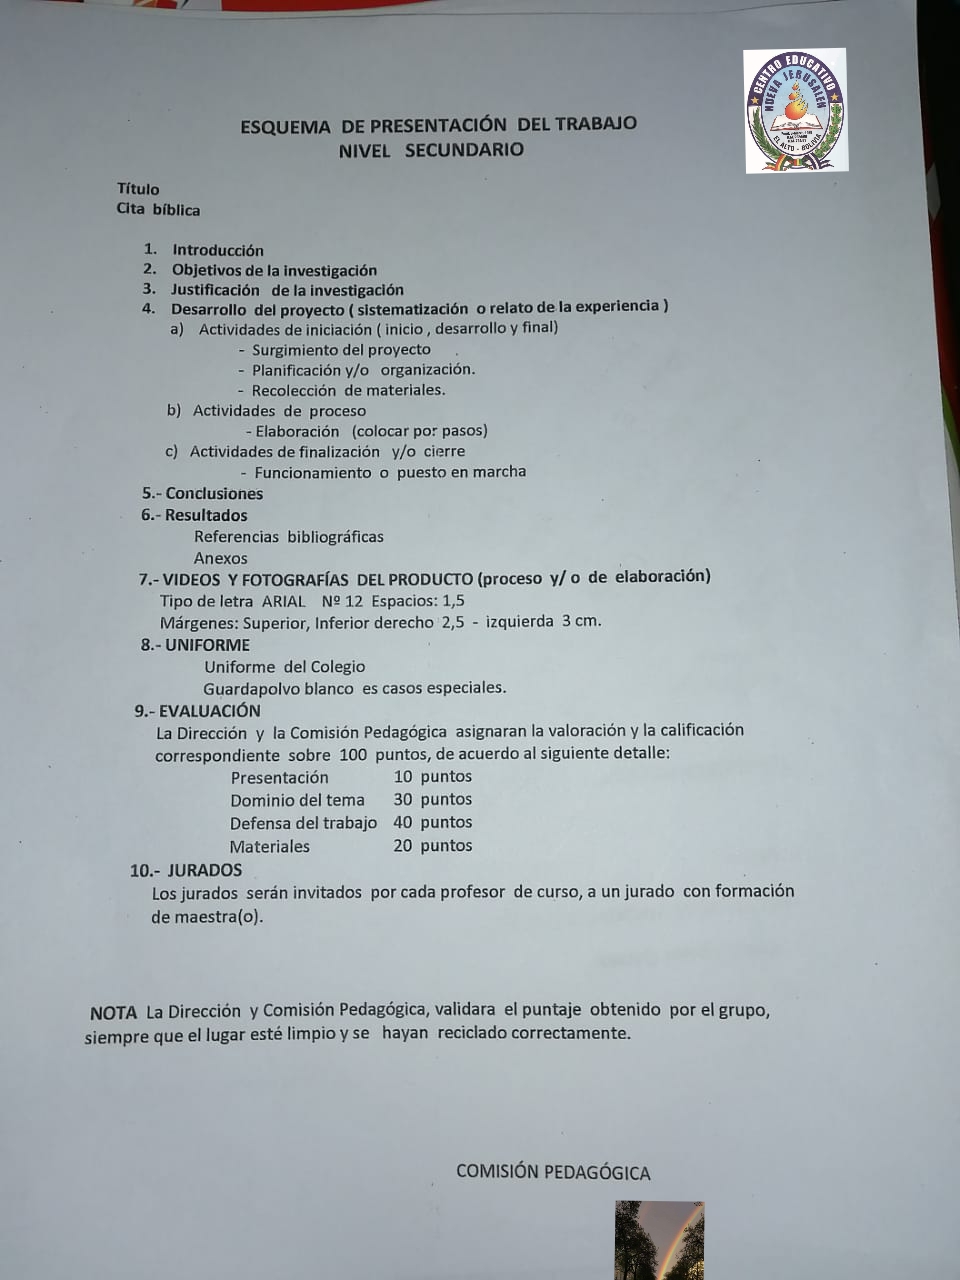 CENTRO EDUCATIVO
NUEVA JERUSALEN
EL ALTO - BOLIVIA
ESQUEMA DE PRESENTACIÓN DEL TRABAJO
NIVEL SECUNDARIO
Título
Cita bíblica
1. Introducción
2. Objetivos de la investigación
3. Justificación de la investigación
4. Desarrollo del proyecto ( sistematización o relato de la experiencia )
a) Actividades de iniciación ( inicio , desarrollo y final)
- Surgimiento del proyecto
- Planificación y/o organización.
- Recolección de materiales.
b) Actividades de proceso
- Elaboración (colocar por pasos)
c) Actividades de finalización y/o cierre
- Funcionamiento o puesto en marcha
5.- Conclusiones
6.- Resultados
Referencias bibliográficas
Anexos
7.- VIDEOS Y FOTOGRAFÍAS DEL PRODUCTO (proceso y/ o de elaboración)
Tipo de letra ARIAL Nº 12 Espacios: 1,5
Márgenes: Superior, Inferior derecho 2,5 - izquierda 3 cm.
8.- UNIFORME
Uniforme del Colegio
Guardapolvo blanco es casos especiales.
9.- EVALUACIÓN
La Dirección y la Comisión Pedagógica asignaran la valoración y la calificación
correspondiente sobre 100 puntos, de acuerdo al siguiente detalle:
Presentación 10 puntos
Dominio del tema 30 puntos
Defensa del trabajo 40 puntos
Materiales 20 puntos
10.- JURADOS
Los jurados serán invitados por cada profesor de curso, a un jurado con formación
de maestra(o).
NOTA La Dirección y Comisión Pedagógica, validara el puntaje obtenido por el grupo,
siempre que el lugar esté limpio y se hayan reciclado correctamente.
COMISIÓN PEDAGÓGICA